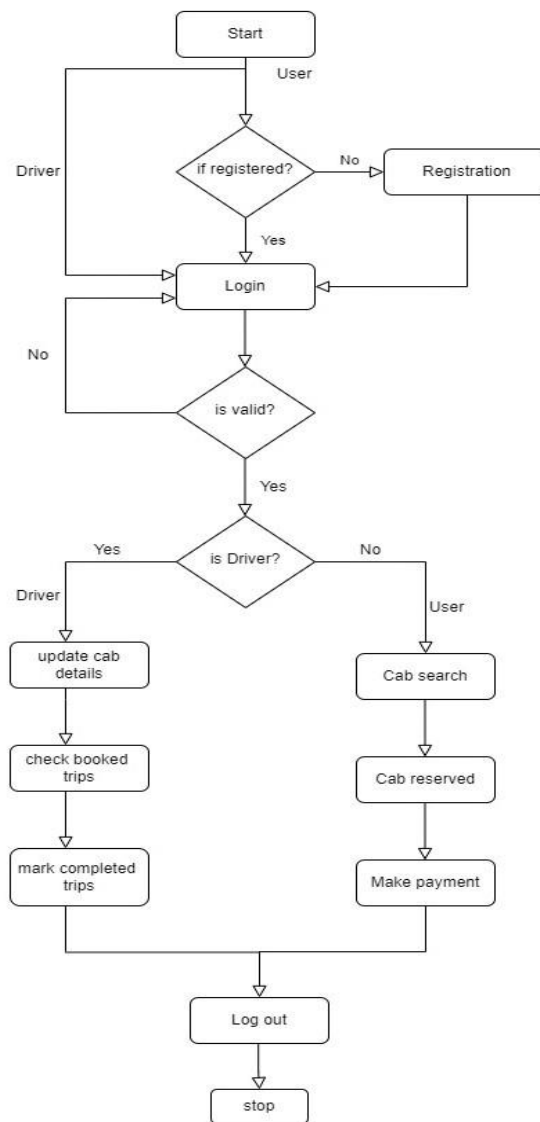 Start
User
Driver
if registered?
No
Registration
Yes
Login
No
is valid?
Yes
Yes
is Driver?
No
Driver
User
update cab
details
Cab search
check booked
trips
Cab reserved
mark completed
trips
Make payment
Log out
stop